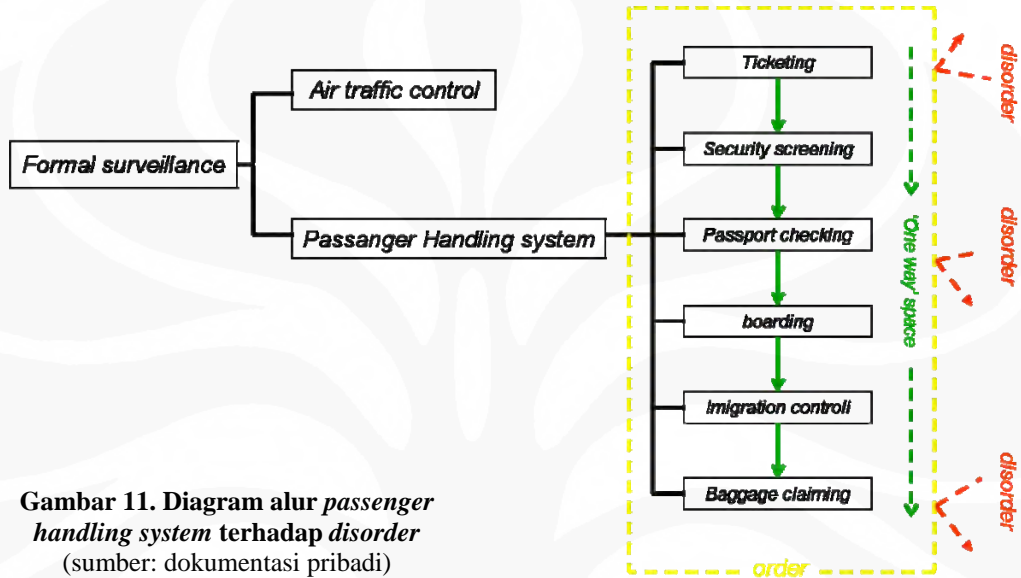 Formal surveillance
Air traffic control
Passanger Handling system
Ticketing
Security screening
Passport checking
boarding
Imigration controll
Baggage claiming
'One way' space
disorder
disorder
disorder
order
Gambar 11. Diagram alur passenger
handling system terhadap disorder
(sumber: dokumentasi pribadi)